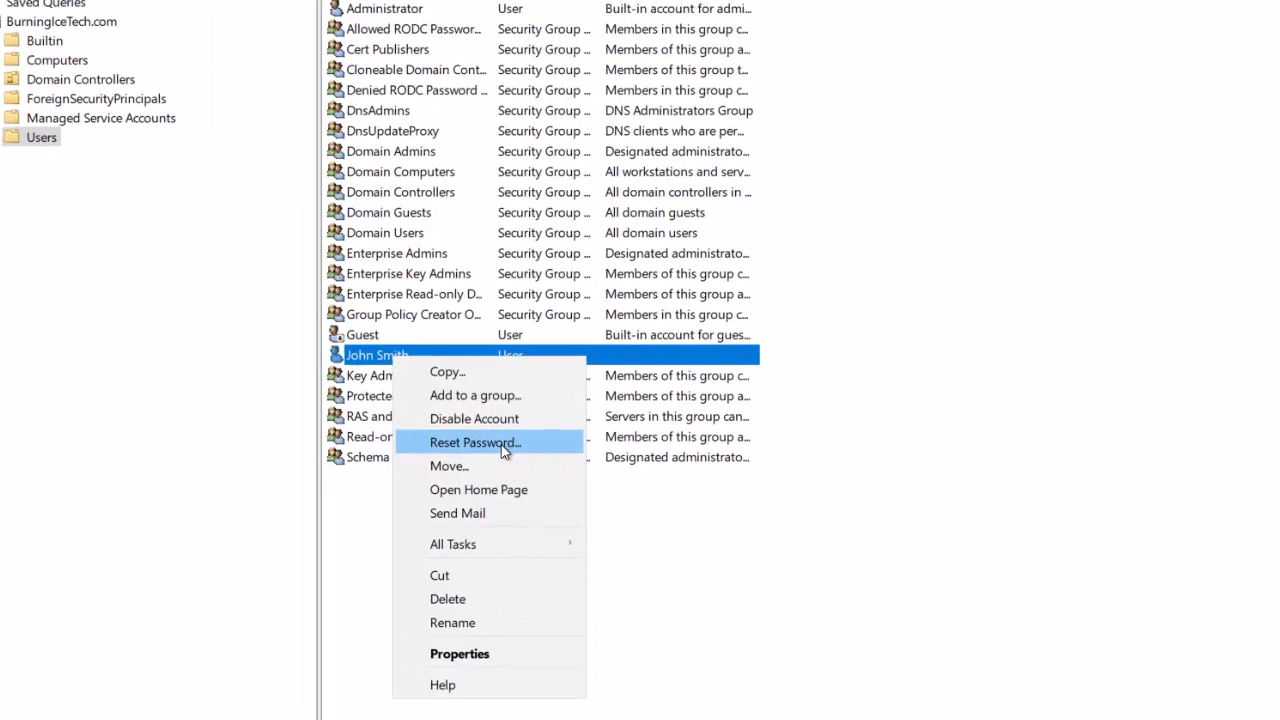 Saved Queries
BurningIceTech.com
Builtin
Computers
Domain Controllers
ForeignSecurityPrincipals
Managed Service Accounts
Users
Administrator User Built-in account for admi...
Allowed RODC Passwor... Security Group ... Members in this group c...
Cert Publishers Security Group ... Members of this group a...
Cloneable Domain Cont... Security Group ... Members of this group t...
Denied RODC Password ... Security Group ... Members in this group c...
DnsAdmins Security Group ... DNS Administrators Group
DnsUpdateProxy Security Group ... DNS clients who are per...
Domain Admins Security Group ... Designated administrato...
Domain Computers Security Group ... All workstations and serv...
Domain Controllers Security Group ... All domain controllers in ...
Domain Guests Security Group ... All domain guests
Domain Users Security Group ... All domain users
Enterprise Admins Security Group ... Designated administrato...
Enterprise Key Admins Security Group ... Members of this group c...
Enterprise Read-only D... Security Group ... Members of this group a...
Group Policy Creator O... Security Group ... Members in this group c...
Guest User Built-in account for gues...
John Smith User
Key Adm .. Members of this group c...
Protecte .. Members of this group a...
RAS and .. Servers in this group can...
Read-or .. Members of this group a...
Schema .. Designated administrato...
Copy...
Add to a group...
Disable Account
Reset Password...
Move...
Open Home Page
Send Mail
All Tasks
Cut
Delete
Rename
Properties
Help